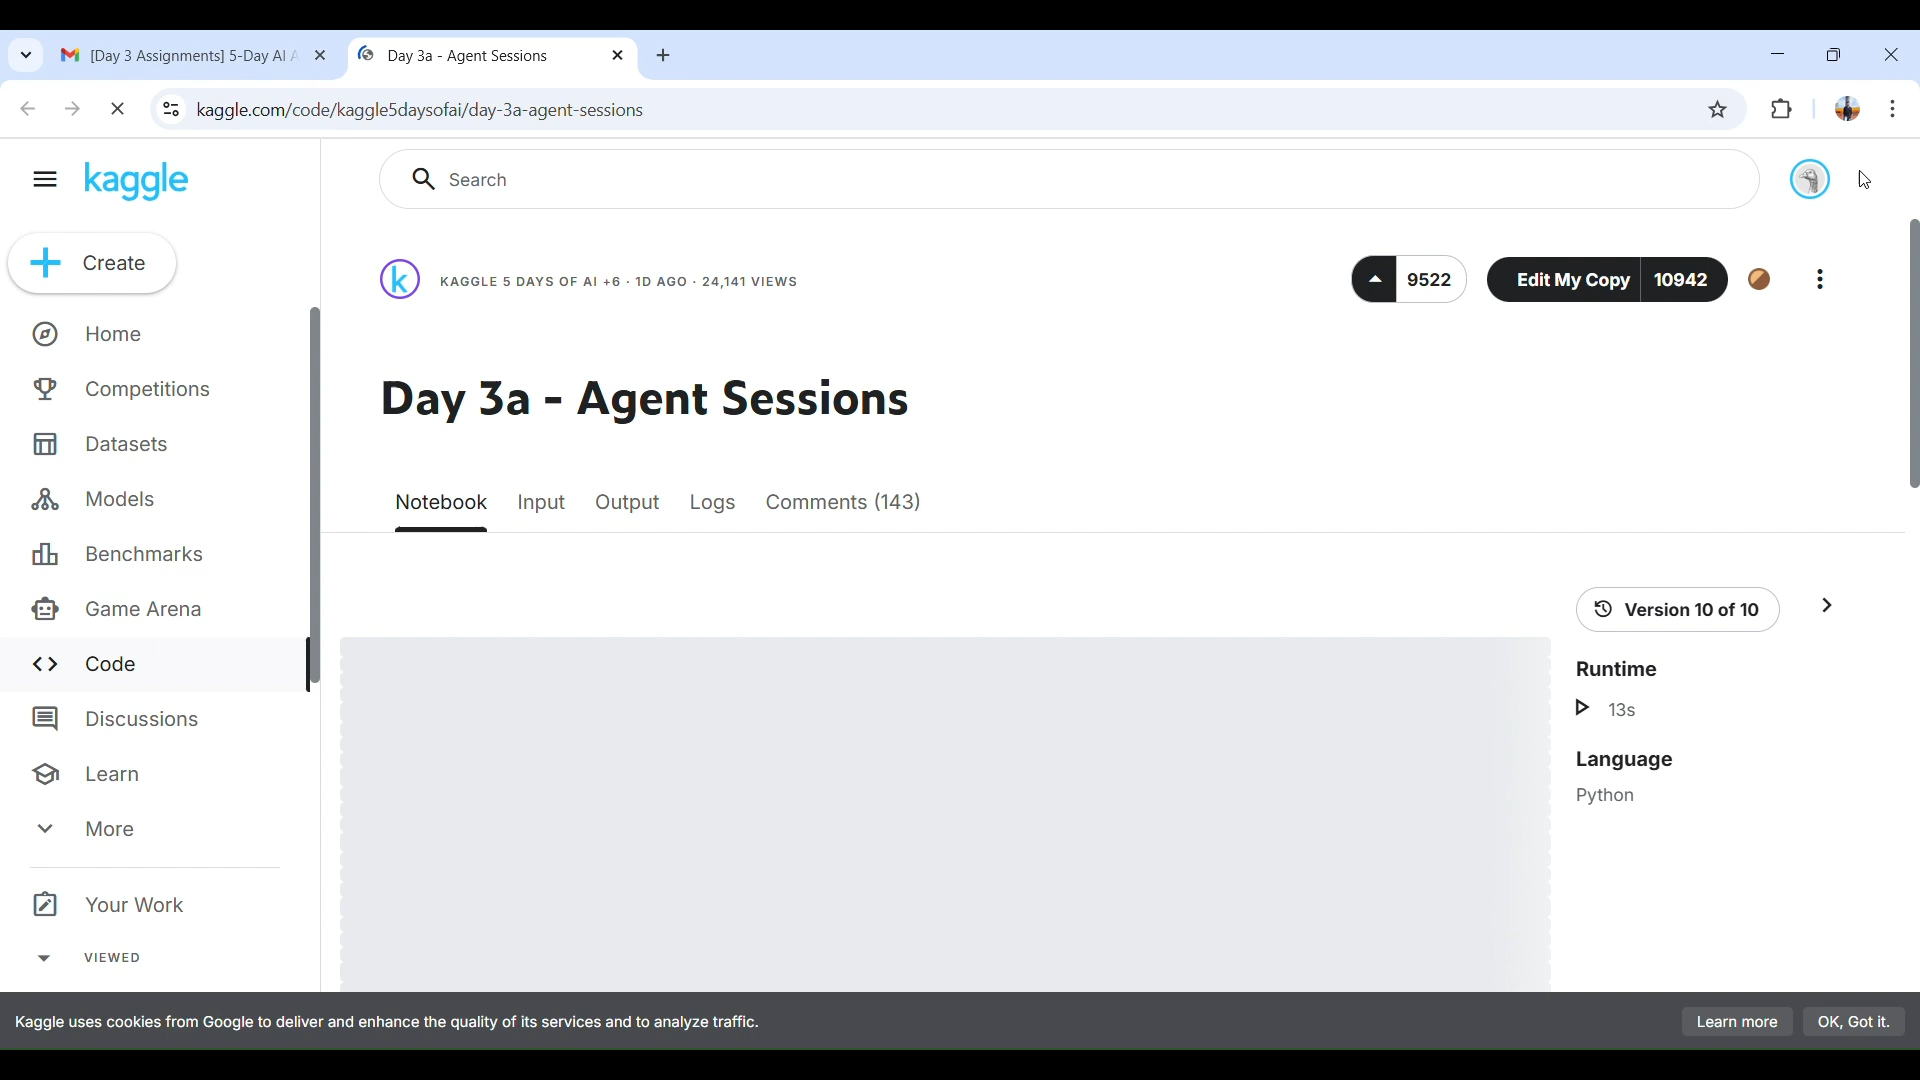 [Day 3 Assignments] 5-Day AI A
Day 3a - Agent Sessions
kaggle.com/code/kaggle5daysofai/day-3a-agent-sessions
kaggle
Search
Create
k
KAGGLE 5 DAYS OF AI +6 · 1D AGO · 24,141 VIEWS
9522
Edit My Copy
10942
Home
Competitions
Datasets
Models
Benchmarks
Game Arena
Code
Discussions
Learn
More
Your Work
VIEWED
Day 3a - Agent Sessions
Notebook
Input
Output
Logs
Comments (143)
Version 10 of 10
Runtime
13s
Language
Python
Kaggle uses cookies from Google to deliver and enhance the quality of its services and to analyze traffic.
Learn more
OK, Got it.